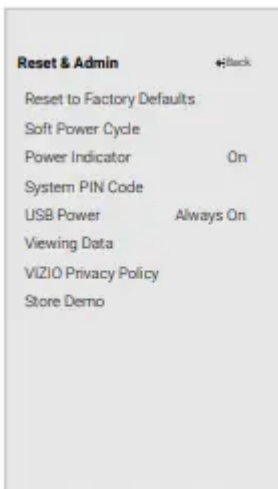 Reset & Admin Back
Reset to Factory Defaults
Soft Power Cycle
Power Indicator On
System PIN Code
USB Power Always On
Viewing Data
VIZIO Privacy Policy
Store Demo